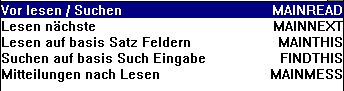 Vor lesen / Suchen MAINREAD
Lesen nächste MAINNEXT
Lesen auf basis Satz Feldern MAINTHIS
Suchen auf basis Such Eingabe FINDTHIS
Mitteilungen nach Lesen MAINMESS